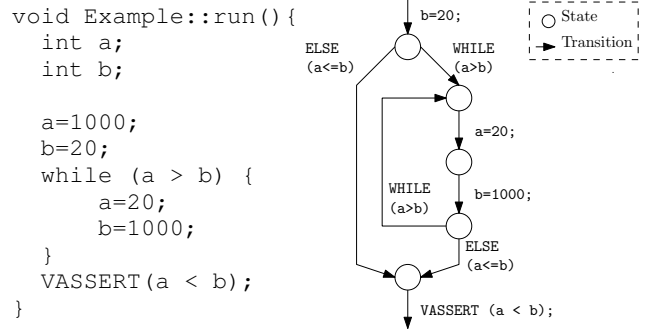 void Example::run(){
int a;
int b;
a=1000;
b=20;
while (a > b) {
a=20;
b=1000;
}
VASSERT(a < b);
}
b=20;
ELSE
(a<=b)
WHILE
(a>b)
a=20;
WHILE
(a>b)
b=1000;
ELSE
(a<=b)
VASSERT (a < b);
State
Transition